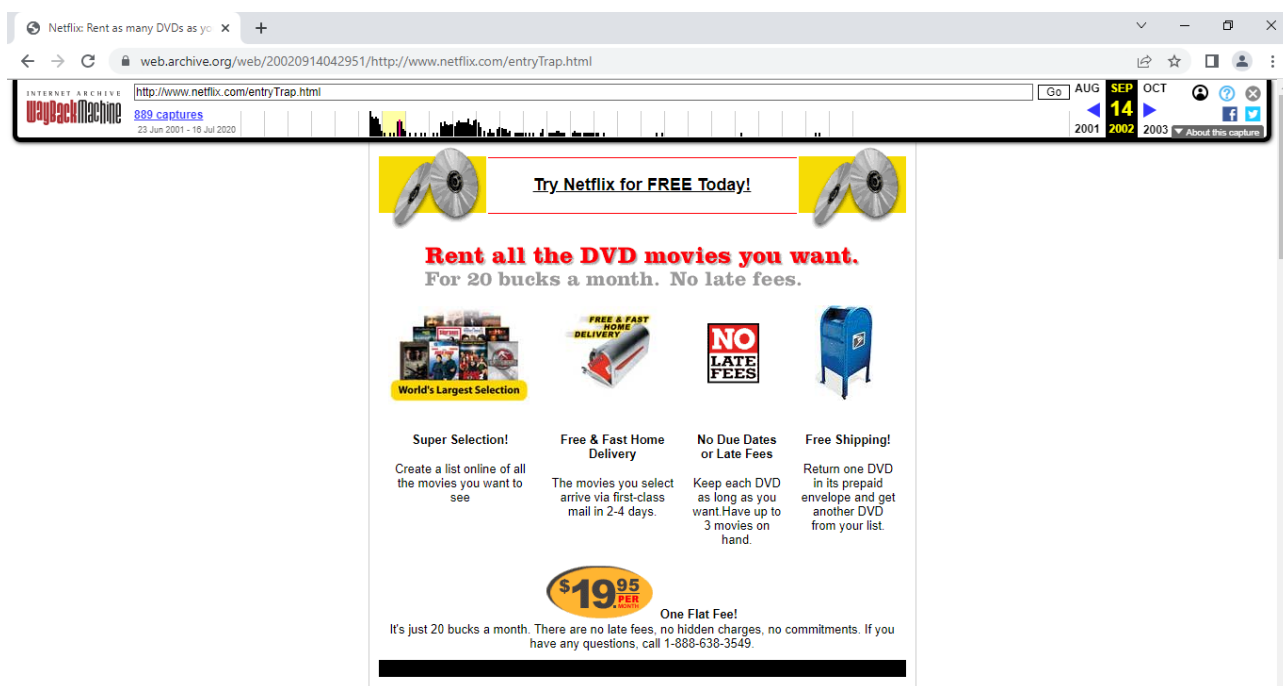 Netflix: Rent as many DVDs as yo
web.archive.org/web/20020914042951/http://www.netflix.com/entryTrap.html
INTERNET ARCHIVE
WayBackMachine
http://www.netflix.com/entryTrap.html
Go
AUG SEP OCT
889 captures
14
23 Jun 2001 - 16 Jul 2020
2001 2002 2003
About this capture
Try Netflix for FREE Today!
Rent all the DVD movies you want.
For 20 bucks a month. No late fees.
World's Largest Selection
FREE & FAST
HOME
DELIVERY
NO
LATE
FEES
Super Selection!
Create a list online of all
the movies you want to
see
Free & Fast Home
Delivery
The movies you select
arrive via first-class
mail in 2-4 days.
No Due Dates
or Late Fees
Keep each DVD
as long as you
want.Have up to
3 movies on
hand.
Free Shipping!
Return one DVD
in its prepaid
envelope and get
another DVD
from your list.
$19.95
PER
MONTH
One Flat Fee!
It's just 20 bucks a month. There are no late fees, no hidden charges, no commitments. If you
have any questions, call 1-888-638-3549.